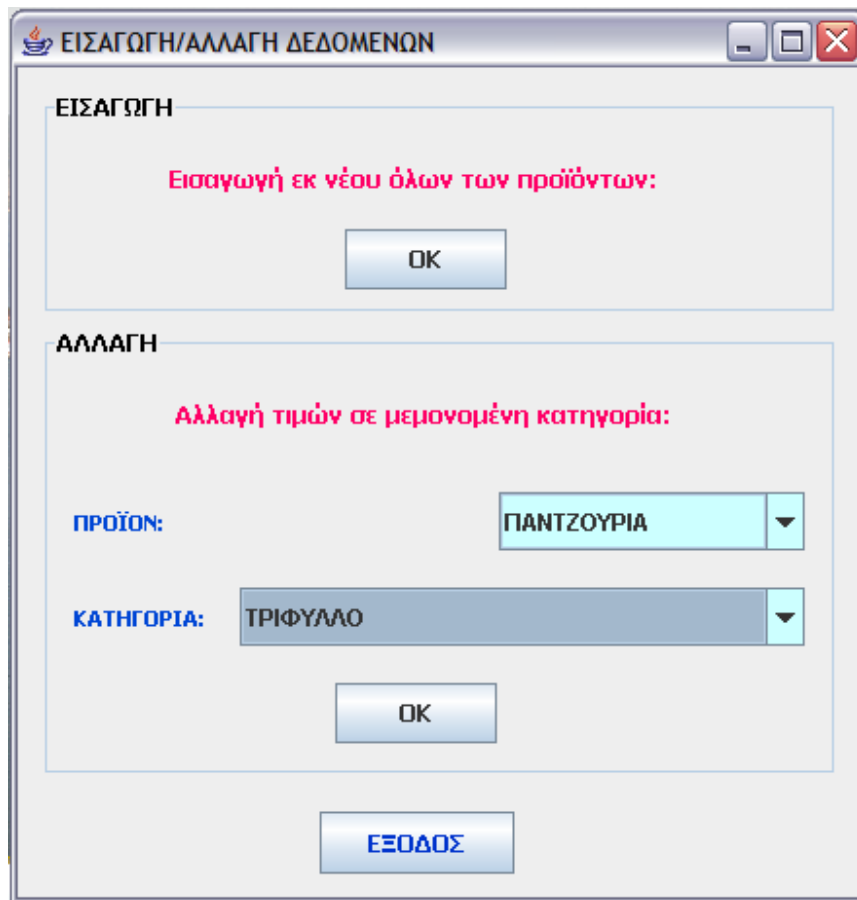 ΕΙΣΑΓΩΓΗ/ΑΛΛΑΓΗ ΔΕΔΟΜΕΝΩΝ
ΕΙΣΑΓΩΓΗ
Εισαγωγή εκ νέου όλων των προϊόντων:
OK
ΑΛΛΑΓΗ
Αλλαγή τιμών σε μεμονομένη κατηγορία:
ΠΡΟΪΟΝ: ΠΑΝΤΖΟΥΡΙΑ
ΚΑΤΗΓΟΡΙΑ: ΤΡΙΦΥΛΛΟ
OK
ΕΞΟΔΟΣ